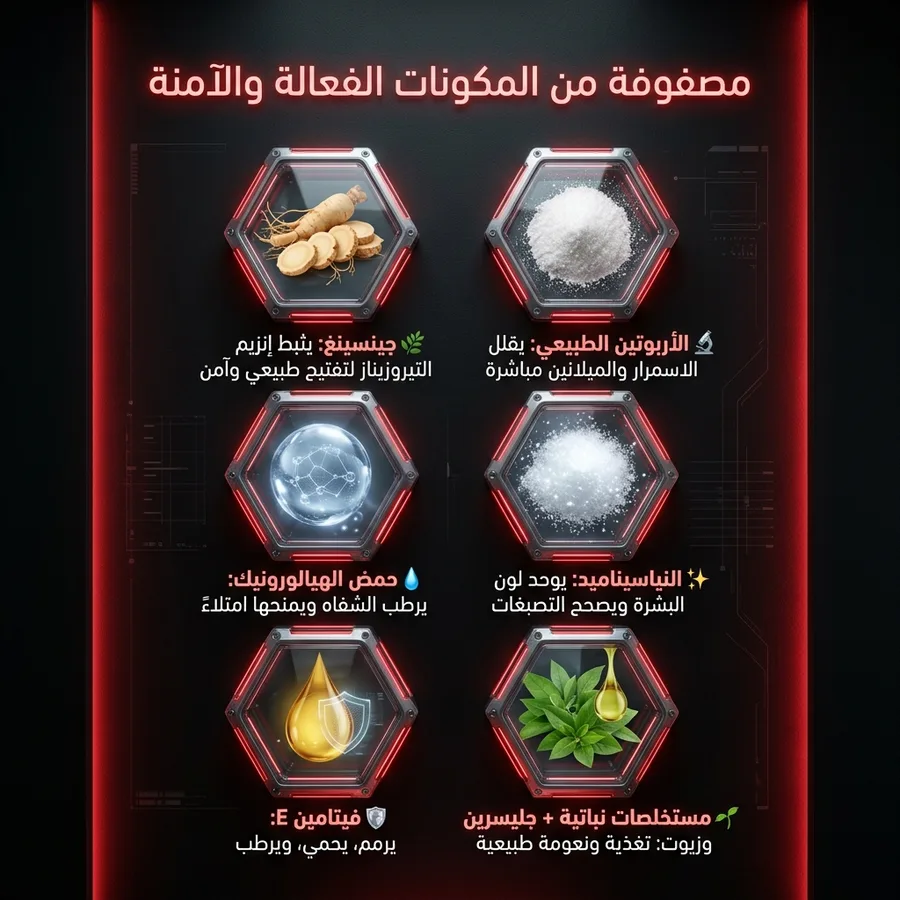 مصفوفة من المكونات الفعالة والآمنة
🔬 الأربوتين الطبيعي: يقلل
الاسمرار والميلانين مباشرة
🌿 جينسينغ: يثبط إنزيم
التيروزيناز لتفتيح طبيعي وآمن
✨ النياسيناميد: يوحد لون
البشرة ويصحح التصبغات
💧 حمض الهيالورونيك:
يرطب الشفاه ويمنحها امتلاءً
🌱 مستخلصات نباتية + جليسرين
وزيوت: تغذية ونعومة طبيعية
🛡️ فيتامين E:
يرمم، يحمي، ويرطب